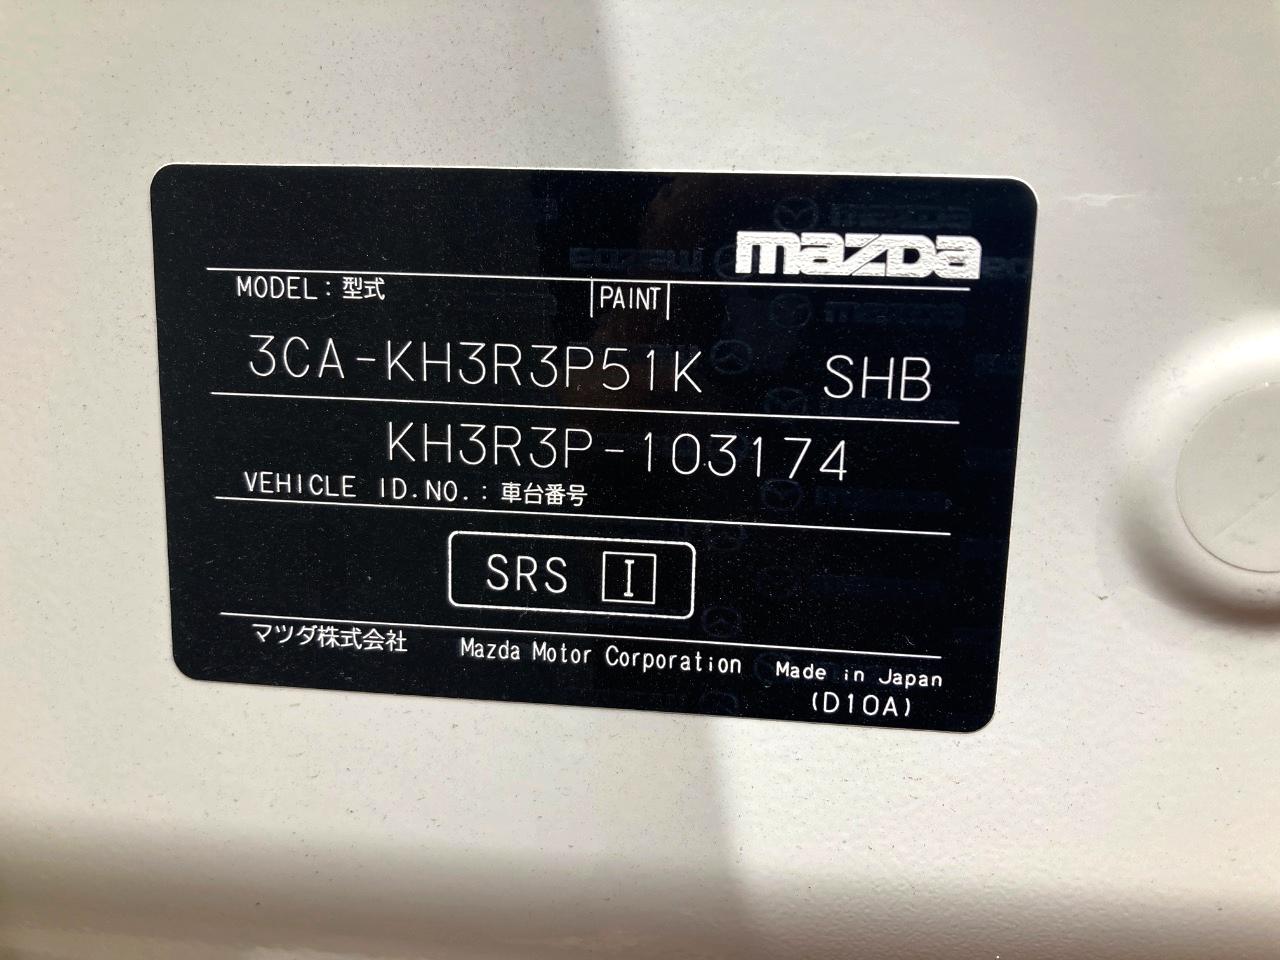 mazda
MODEL:型式 |PAINT|
3CA-KH3R3P51K SHB
KH3R3P-103174
VEHICLE ID.NO.:車台番号
SRS I
マツダ株式会社 Mazda Motor Corporation Made in Japan
(D10A)